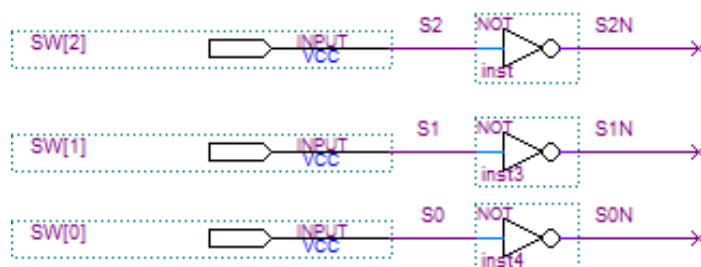 SW[2] INPUT VCC S2 NOT inst S2N
SW[1] INPUT VCC S1 NOT inst3 S1N
SW[0] INPUT VCC S0 NOT inst4 S0N